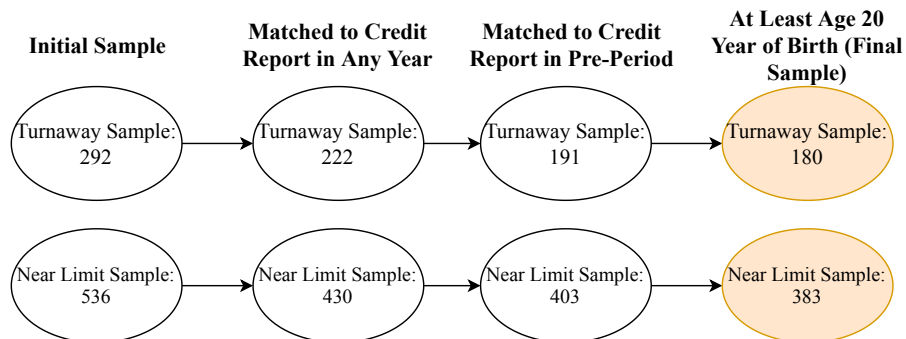 Initial Sample
Matched to Credit
Report in Any Year
Matched to Credit
Report in Pre-Period
At Least Age 20
Year of Birth (Final
Sample)
Turnaway Sample:
292
Turnaway Sample:
222
Turnaway Sample:
191
Turnaway Sample:
180
Near Limit Sample:
536
Near Limit Sample:
430
Near Limit Sample:
403
Near Limit Sample:
383